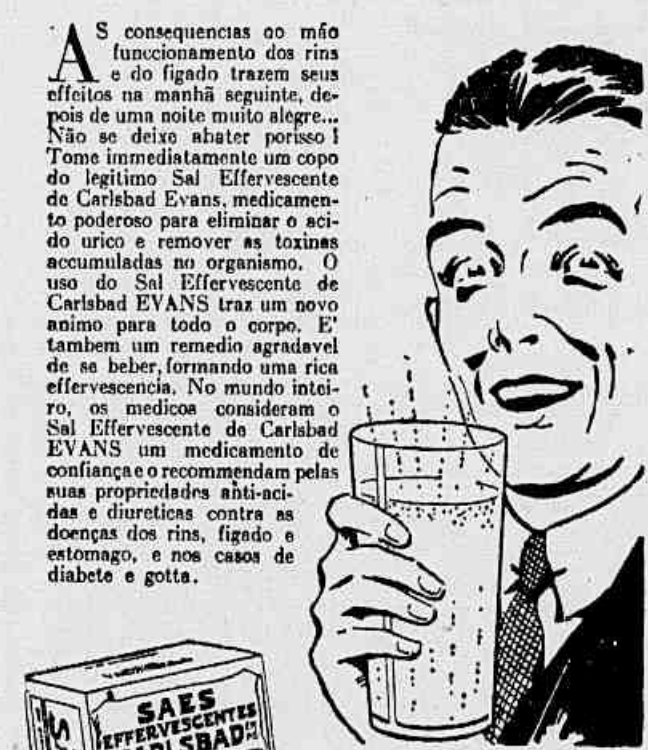 AS consequencias do máo
funccionamento dos rins
e do figado trazem seus
effeitos na manhã seguinte, de-
pois de uma noite muito alegre...
Não se deixe abater porisso!
Tome immediatamente um copo
do legitimo Sal Effervescente
de Carlsbad Evans, medicamen-
to poderoso para eliminar o aci-
do urico e remover as toxinas
accumuladas no organismo. O
uso do Sal Effervescente de
Carlsbad EVANS traz um novo
animo para todo o corpo. E'
tambem um remedio agradavel
de se beber, formando uma rica
effervescencia. No mundo intei-
ro, os medicos consideram o
Sal Effervescente de Carlsbad
EVANS um medicamento de
confiança e o recommendam pelas
suas propriedades anti-aci-
das e diureticas contra as
doenças dos rins, figado e
estomago, e nos casos de
diabete e gotta.
SAES
EFFERVESCENTES
CARLSBAD